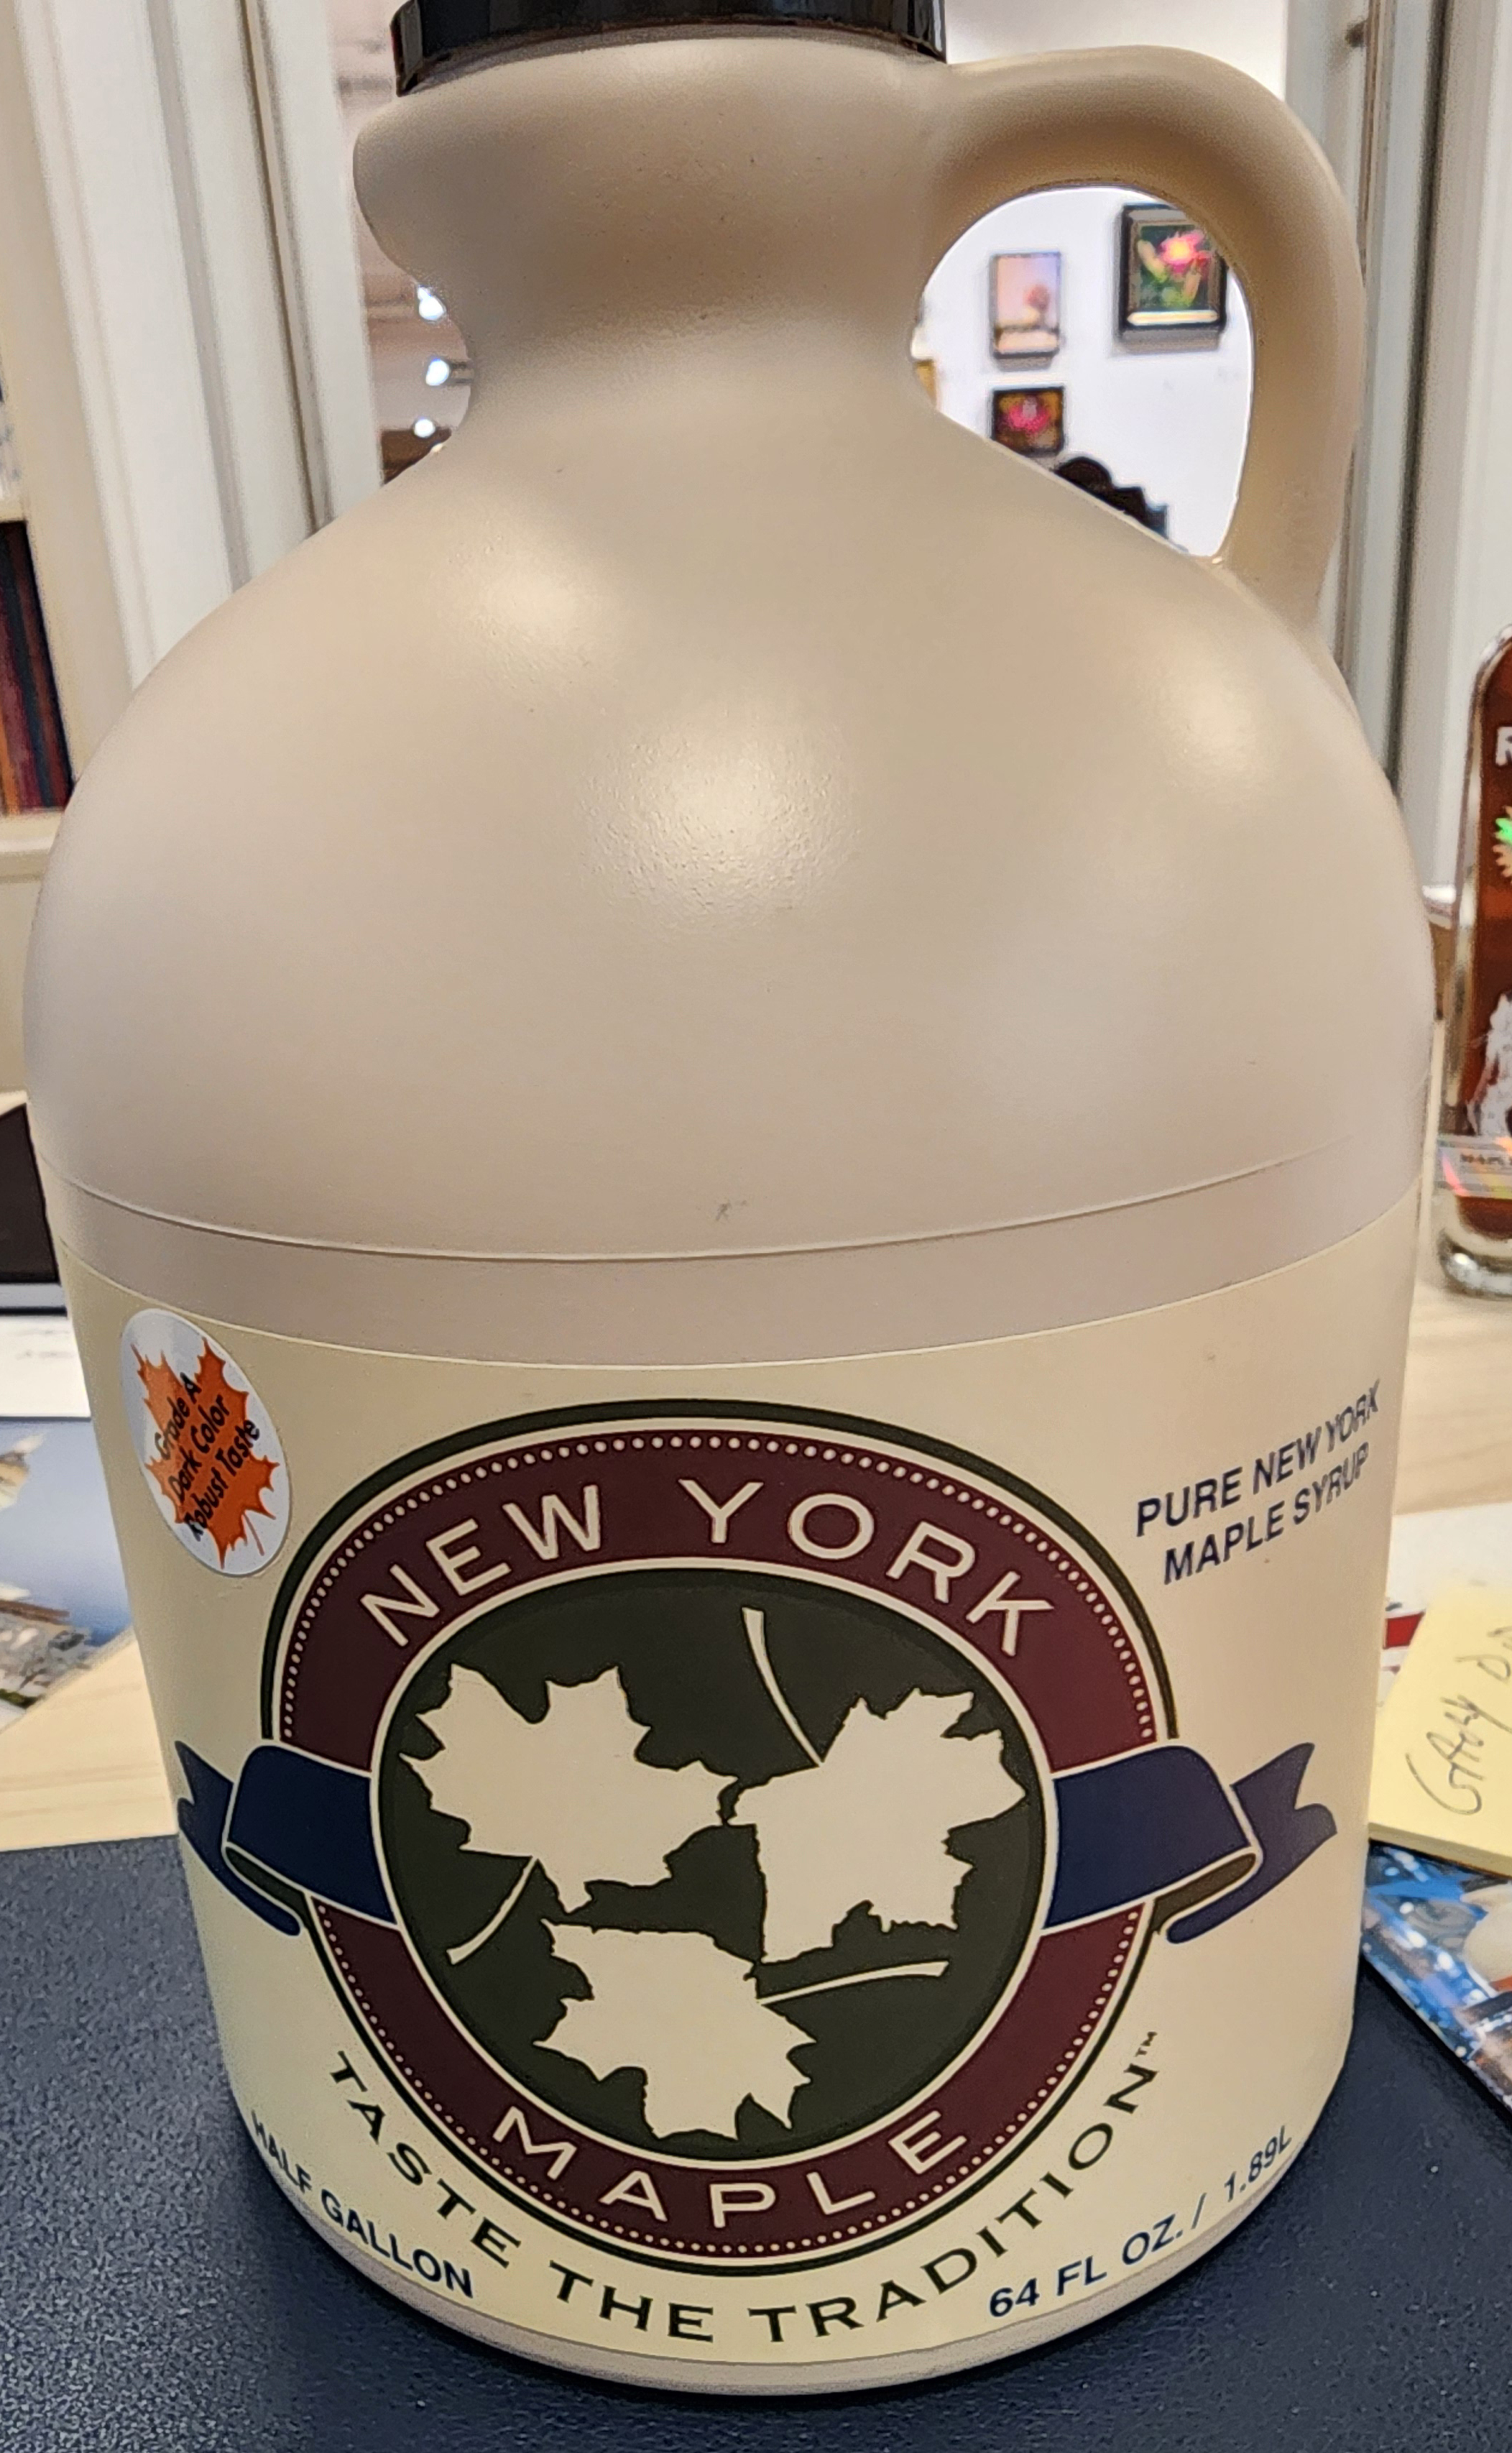 Grade A
Dark Color
Robust Taste
PURE NEW YORK
MAPLE SYRUP
NEW YORK
MAPLE
TASTE THE TRADITION™
HALF GALLON
64 FL OZ. / 1.89L
Gary